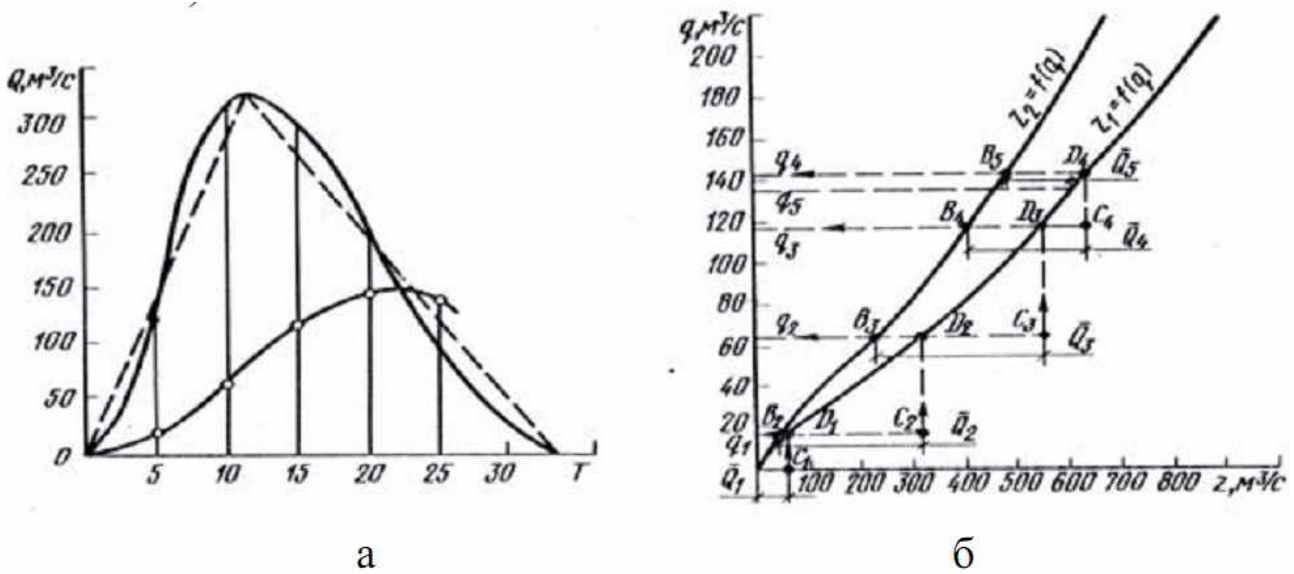 Q, м³/с
300
250
200
150
100
50
0
5 10 15 20 25 30 T
а
q, м³/с
200
180
160
140
120
100
80
60
40
20
q₄
q₅
q₃
q₂
q₁
Z₂=f(q)
Z₁=f(q)
B₅ D₄ Q̄₅
B₄ D₃ C₄ Q̄₄
B₃ D₂ C₃ Q̄₃
B₂ D₁ C₂ Q̄₂
C₁
Q̄₁
100 200 300 400 500 600 700 800 z, м³/с
б